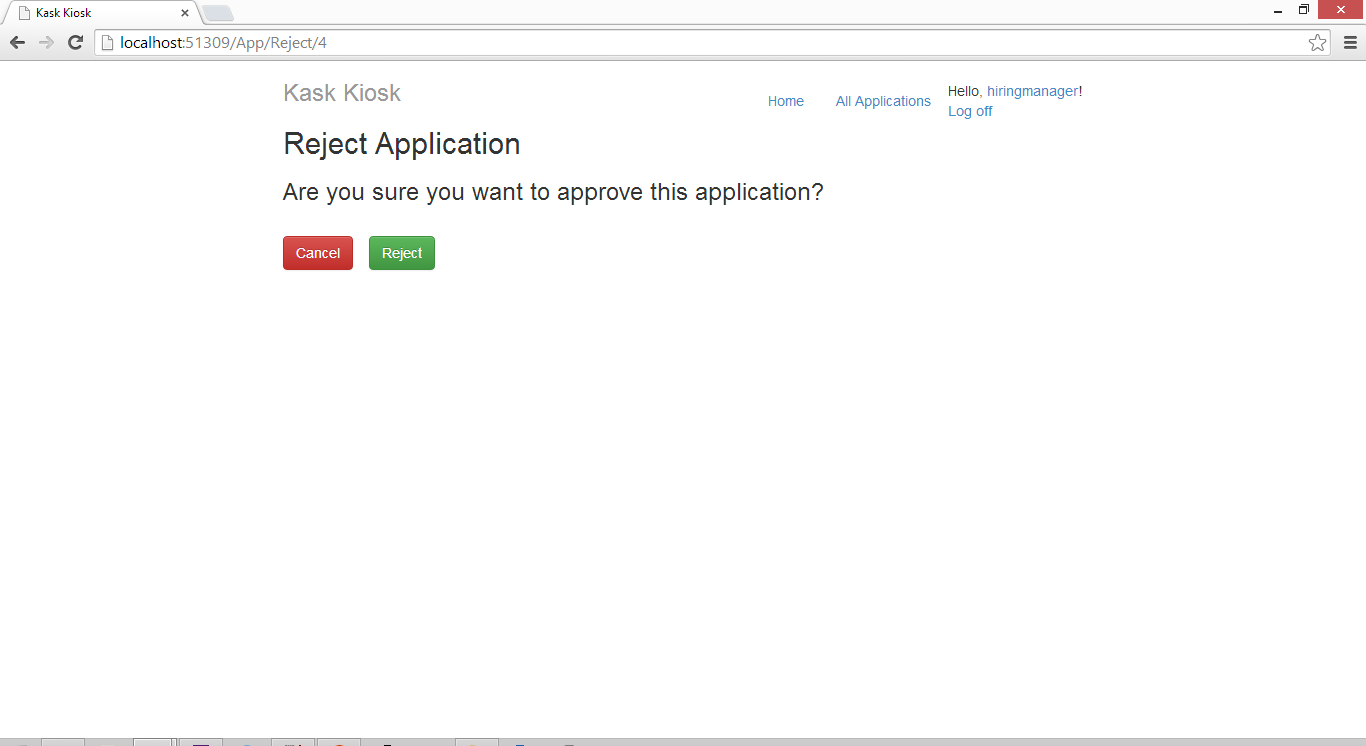 Kask Kiosk
localhost:51309/App/Reject/4
Kask Kiosk
Home
All Applications
Hello, hiringmanager!
Log off
Reject Application
Are you sure you want to approve this application?
Cancel
Reject